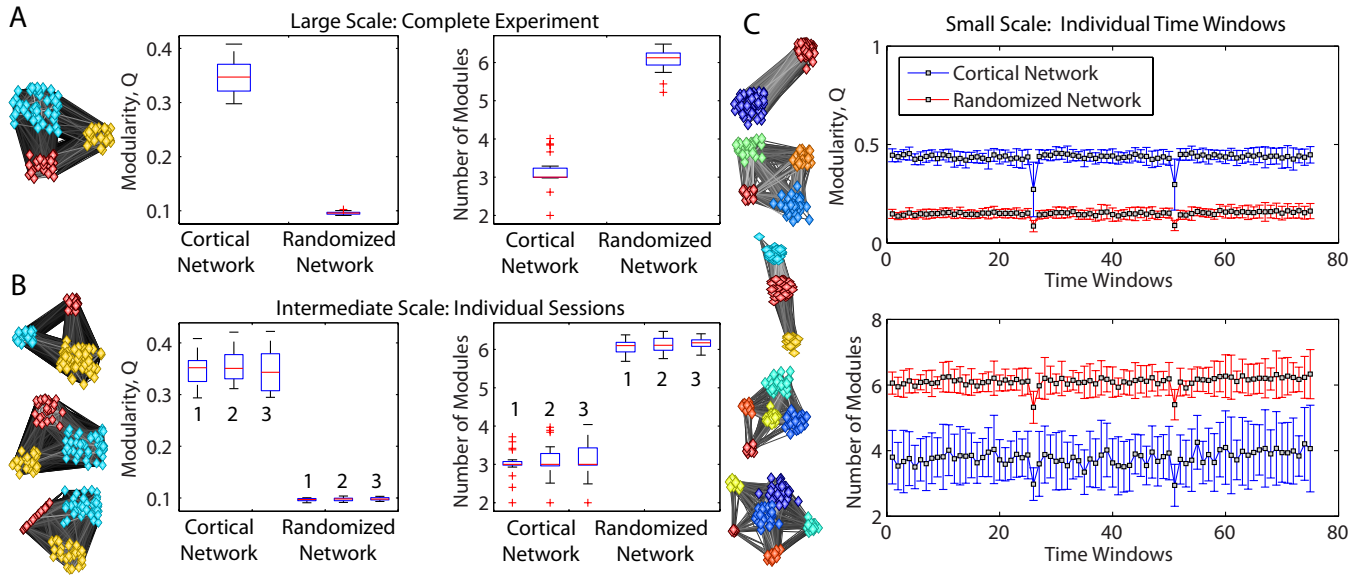 A
Large Scale: Complete Experiment
Modularity, Q
0.4
0.3
0.2
0.1
Cortical Network
Randomized Network
Number of Modules
6
5
4
3
2
Cortical Network
Randomized Network
B
Intermediate Scale: Individual Sessions
Modularity, Q
0.4
0.3
0.2
0.1
1 2 3
1 2 3
Cortical Network
Randomized Network
Number of Modules
6
5
4
3
2
1 2 3
1 2 3
Cortical Network
Randomized Network
C
Small Scale: Individual Time Windows
Modularity, Q
1
0.5
0
Cortical Network
Randomized Network
0 20 40 60 80
Time Windows
Number of Modules
8
6
4
2
0 20 40 60 80
Time Windows